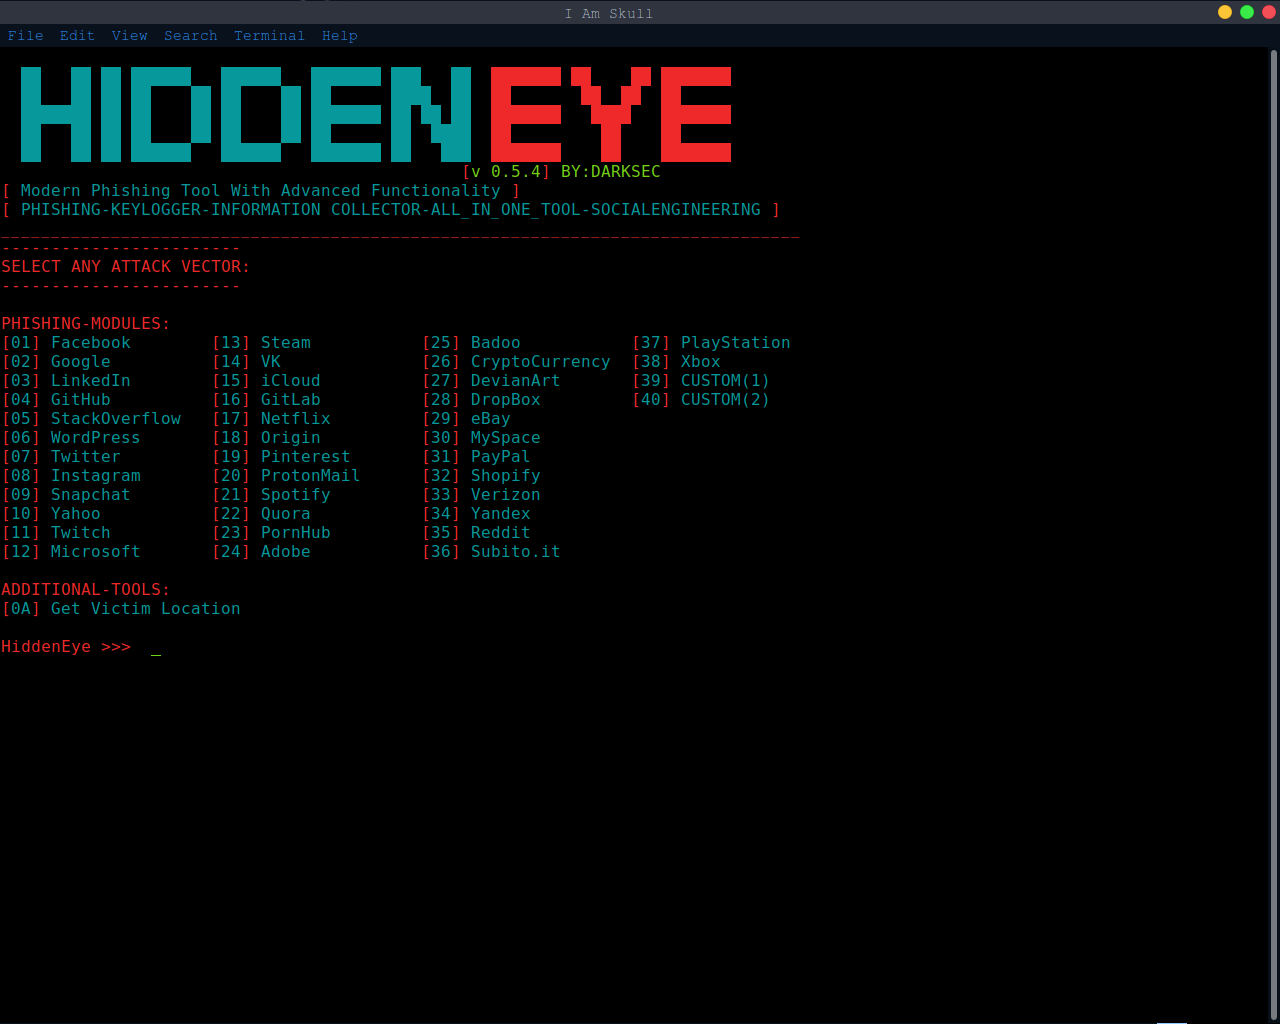 I Am Skull
File Edit View Search Terminal Help
HIDDEN EYE
[v 0.5.4] BY:DARKSEC
[ Modern Phishing Tool With Advanced Functionality ]
[ PHISHING-KEYLOGGER-INFORMATION COLLECTOR-ALL_IN_ONE_TOOL-SOCIALENGINEERING ]
________________________________________________________________________________
------------------------
SELECT ANY ATTACK VECTOR:
------------------------
PHISHING-MODULES:
[01] Facebook [13] Steam [25] Badoo [37] PlayStation
[02] Google [14] VK [26] CryptoCurrency [38] Xbox
[03] LinkedIn [15] iCloud [27] DevianArt [39] CUSTOM(1)
[04] GitHub [16] GitLab [28] DropBox [40] CUSTOM(2)
[05] StackOverflow [17] Netflix [29] eBay
[06] WordPress [18] Origin [30] MySpace
[07] Twitter [19] Pinterest [31] PayPal
[08] Instagram [20] ProtonMail [32] Shopify
[09] Snapchat [21] Spotify [33] Verizon
[10] Yahoo [22] Quora [34] Yandex
[11] Twitch [23] PornHub [35] Reddit
[12] Microsoft [24] Adobe [36] Subito.it
ADDITIONAL-TOOLS:
[0A] Get Victim Location
HiddenEye >>> _